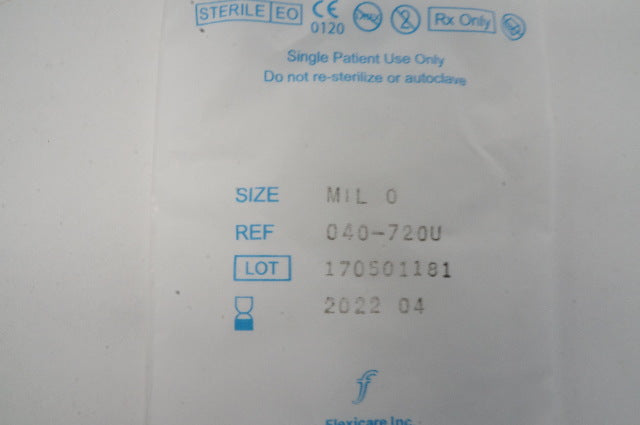 STERILE EO CE Rx Only
0120
Single Patient Use Only
Do not re-sterilize or autoclave
SIZE MIL 0
REF 040-720U
LOT 170501181
2022 04
f
Flexicare Inc.